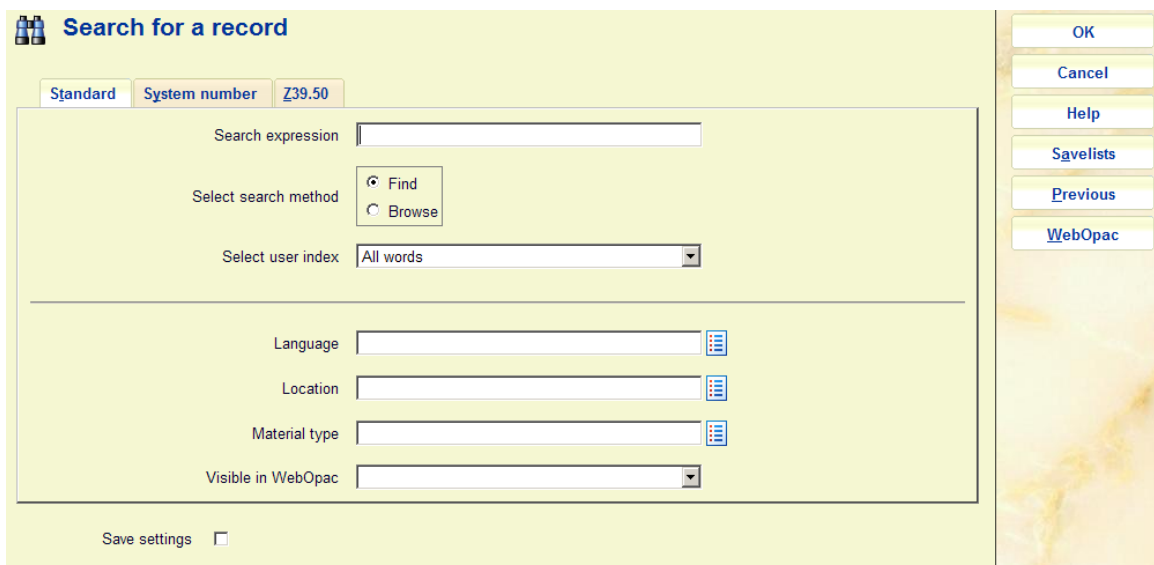 Search for a record
Standard System number Z39.50
Search expression
Select search method
Find
Browse
Select user index All words
Language
Location
Material type
Visible in WebOpac
Save settings
OK
Cancel
Help
Savelists
Previous
WebOpac